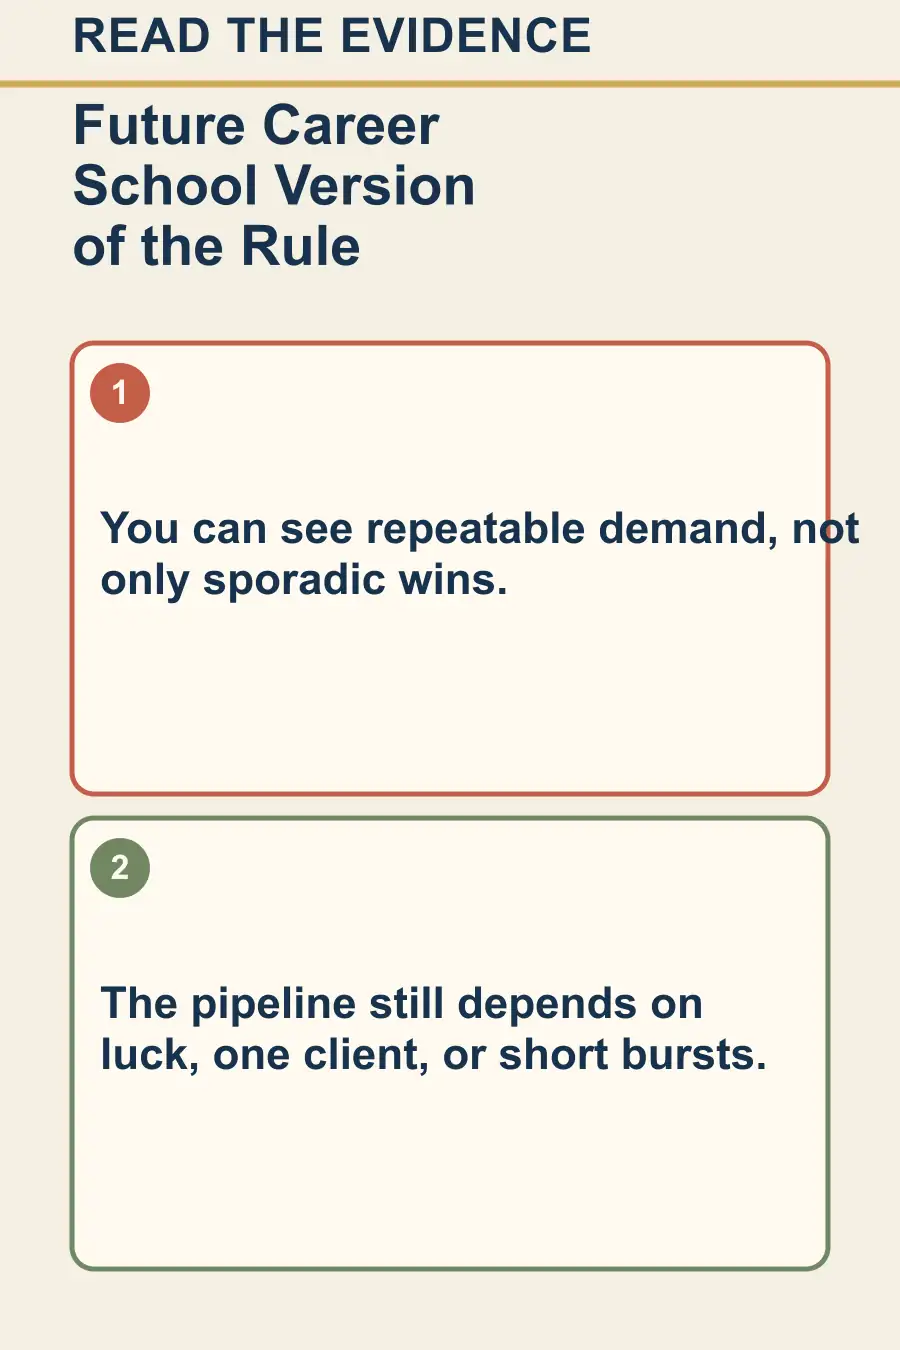 READ THE EVIDENCE
Future Career
School Version
of the Rule
1
You can see repeatable demand, not
only sporadic wins.
2
The pipeline still depends on
luck, one client, or short bursts.